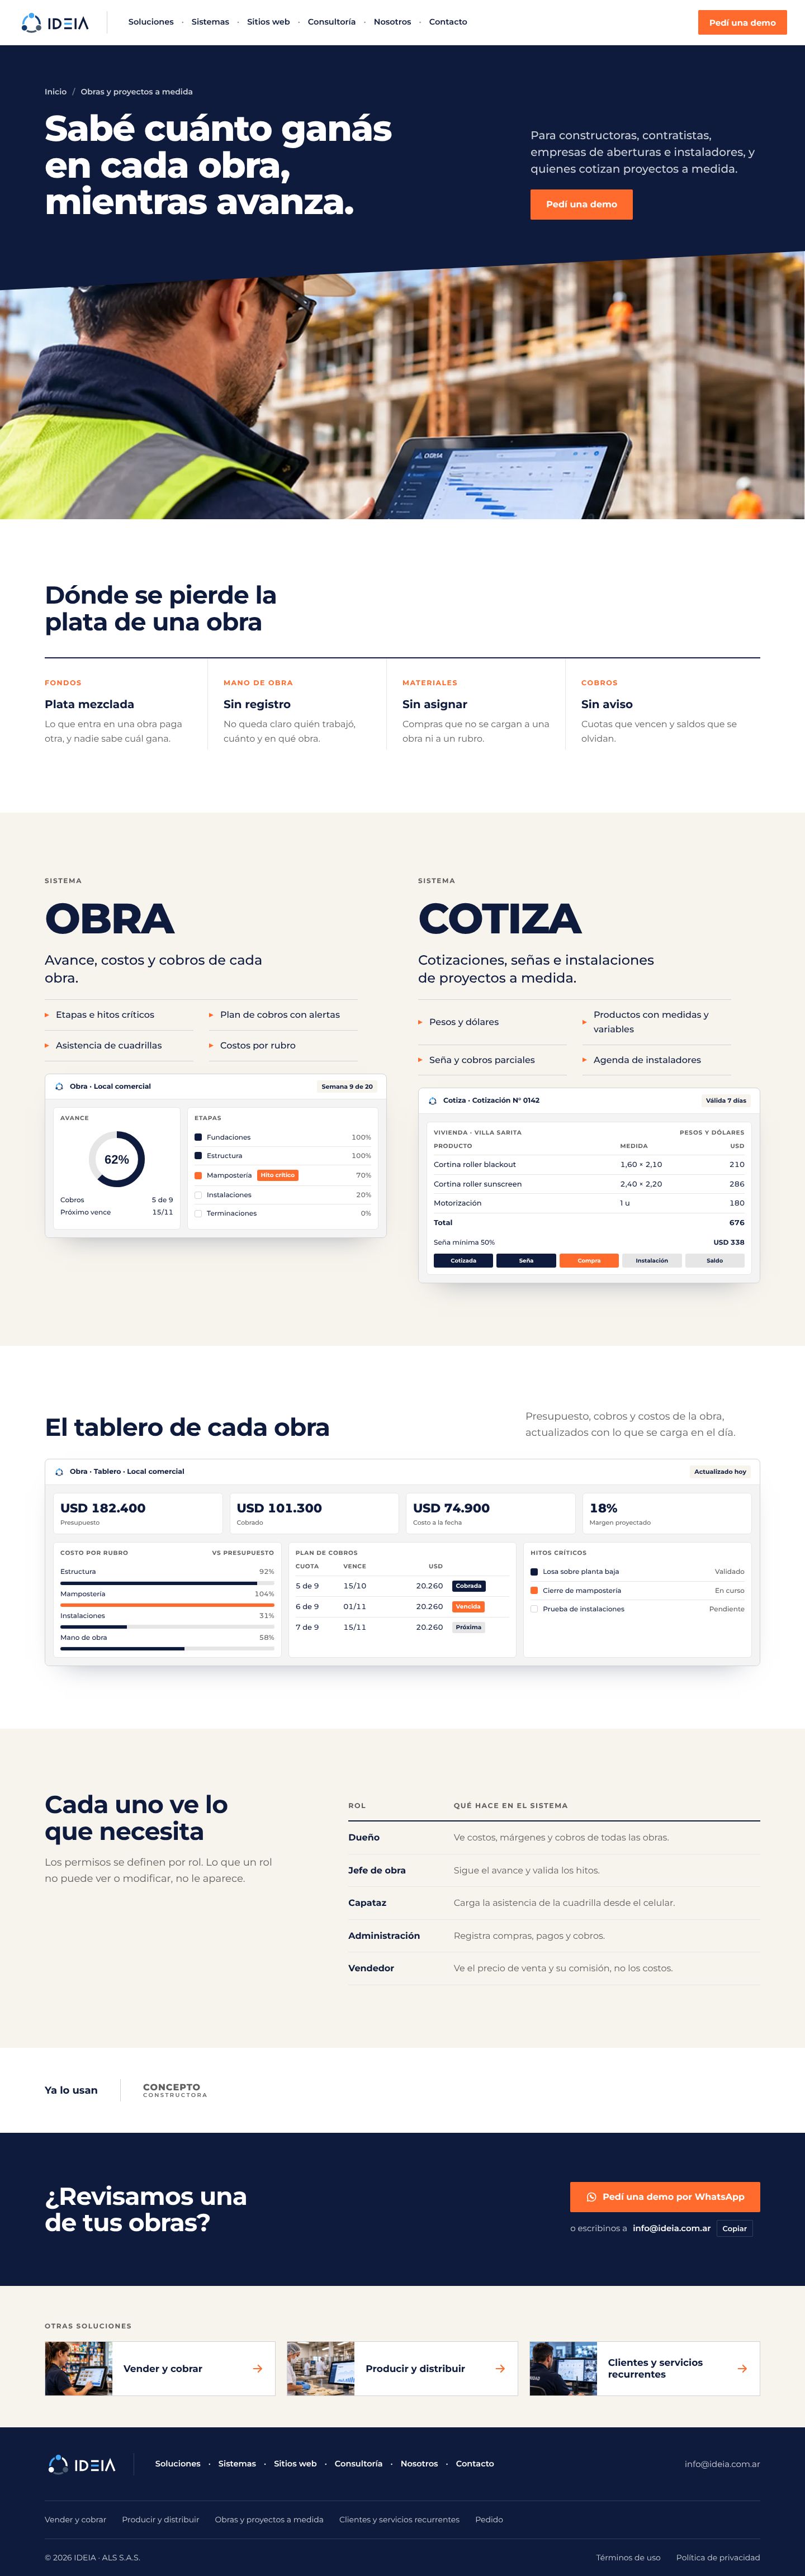 IDEIA
Soluciones · Sistemas · Sitios web · Consultoría · Nosotros · Contacto
Pedí una demo
Inicio / Obras y proyectos a medida
Sabé cuánto ganás
en cada obra,
mientras avanza.
Para constructoras, contratistas,
empresas de aberturas e instaladores, y
quienes cotizan proyectos a medida.
Pedí una demo
Dónde se pierde la
plata de una obra
FONDOS
Plata mezclada
Lo que entra en una obra paga
otra, y nadie sabe cuál gana.
MANO DE OBRA
Sin registro
No queda claro quién trabajó,
cuánto y en qué obra.
MATERIALES
Sin asignar
Compras que no se cargan a una
obra ni a un rubro.
COBROS
Sin aviso
Cuotas que vencen y saldos que se
olvidan.
SISTEMA
OBRA
Avance, costos y cobros de cada
obra.
Etapas e hitos críticos
Plan de cobros con alertas
Asistencia de cuadrillas
Costos por rubro
Obra · Local comercial
Semana 9 de 20
AVANCE
62%
Cobros 5 de 9
Próximo vence 15/11
ETAPAS
Fundaciones 100%
Estructura 100%
Mampostería Hito crítico 70%
Instalaciones 20%
Terminaciones 0%
SISTEMA
COTIZA
Cotizaciones, señas e instalaciones
de proyectos a medida.
Pesos y dólares
Productos con medidas y
variables
Seña y cobros parciales
Agenda de instaladores
Cotiza · Cotización N° 0142
Válida 7 días
VIVIENDA · VILLA SARITA PESOS Y DÓLARES
PRODUCTO MEDIDA USD
Cortina roller blackout 1,60 × 2,10 210
Cortina roller sunscreen 2,40 × 2,20 286
Motorización 1 u 180
Total 676
Seña mínima 50% USD 338
Cotizada Seña Compra Instalación Saldo
El tablero de cada obra
Presupuesto, cobros y costos de la obra,
actualizados con lo que se carga en el día.
Obra · Tablero · Local comercial
Actualizado hoy
USD 182.400
Presupuesto
USD 101.300
Cobrado
USD 74.900
Costo a la fecha
18%
Margen proyectado
COSTO POR RUBRO VS PRESUPUESTO
Estructura 92%
Mampostería 104%
Instalaciones 31%
Mano de obra 58%
PLAN DE COBROS
CUOTA VENCE USD
5 de 9 15/10 20.260 Cobrada
6 de 9 01/11 20.260 Vencida
7 de 9 15/11 20.260 Próxima
HITOS CRÍTICOS
Losa sobre planta baja Validado
Cierre de mampostería En curso
Prueba de instalaciones Pendiente
Cada uno ve lo
que necesita
Los permisos se definen por rol. Lo que un rol
no puede ver o modificar, no le aparece.
ROL QUÉ HACE EN EL SISTEMA
Dueño Ve costos, márgenes y cobros de todas las obras.
Jefe de obra Sigue el avance y valida los hitos.
Capataz Carga la asistencia de la cuadrilla desde el celular.
Administración Registra compras, pagos y cobros.
Vendedor Ve el precio de venta y su comisión, no los costos.
Ya lo usan
CONCEPTO
CONSTRUCTORA
¿Revisamos una
de tus obras?
Pedí una demo por WhatsApp
o escribinos a info@ideia.com.ar Copiar
OTRAS SOLUCIONES
Vender y cobrar
Producir y distribuir
Clientes y servicios
recurrentes
IDEIA
Soluciones · Sistemas · Sitios web · Consultoría · Nosotros · Contacto
info@ideia.com.ar
Vender y cobrar Producir y distribuir Obras y proyectos a medida Clientes y servicios recurrentes Pedido
© 2026 IDEIA · ALS S.A.S.
Términos de uso Política de privacidad